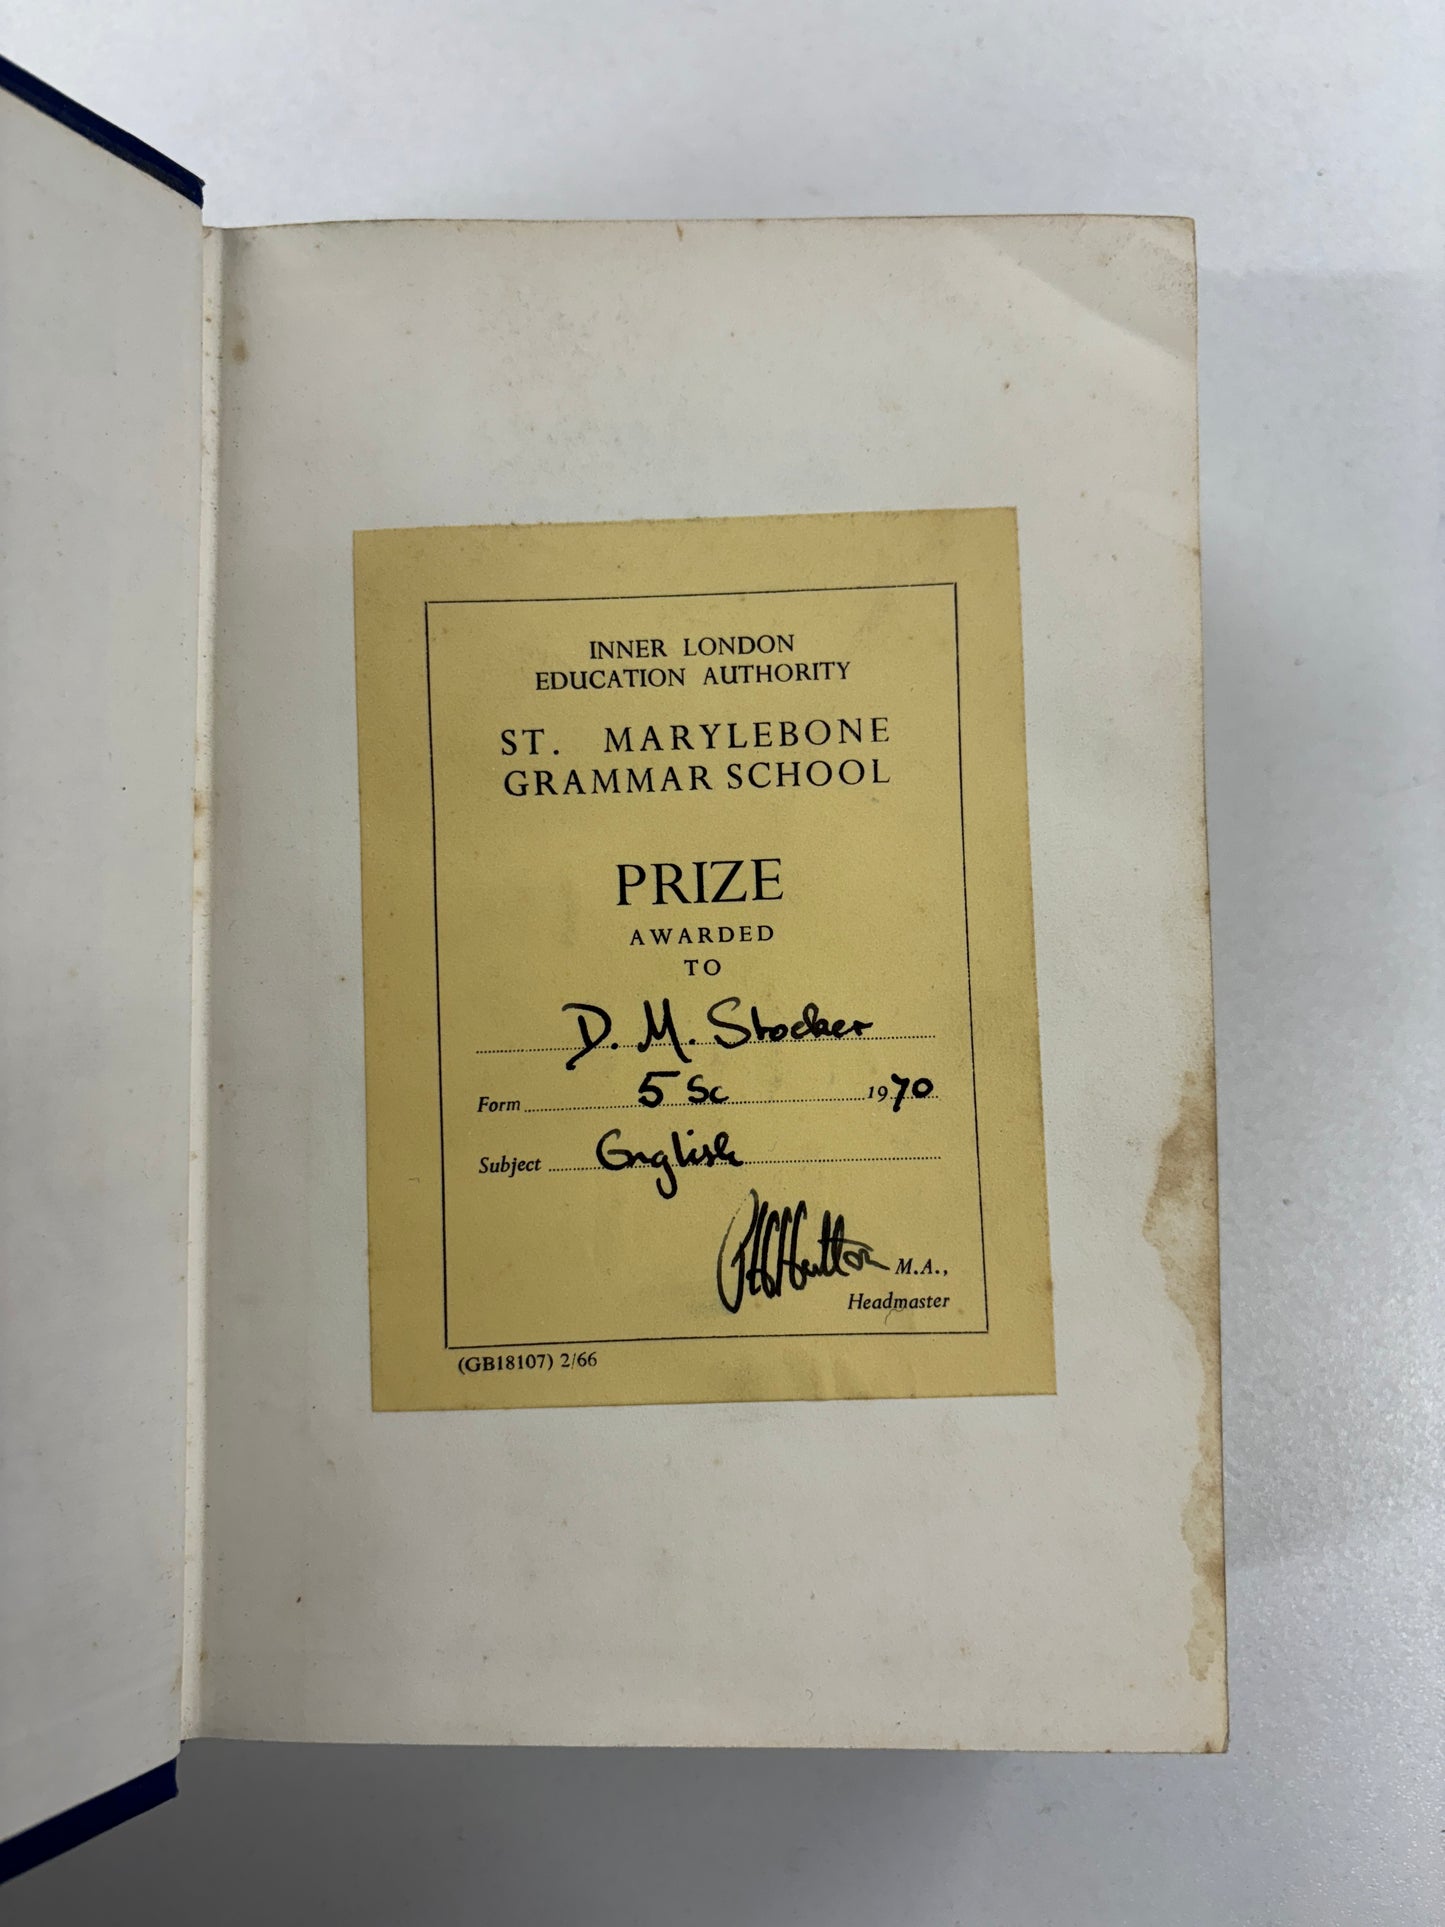 INNER LONDON
EDUCATION AUTHORITY
ST. MARYLEBONE
GRAMMAR SCHOOL
PRIZE
AWARDED
TO
D. M. Stocker
Form 5 Sc 1970
Subject English
Hutton M.A.,
Headmaster
(GB18107) 2/66